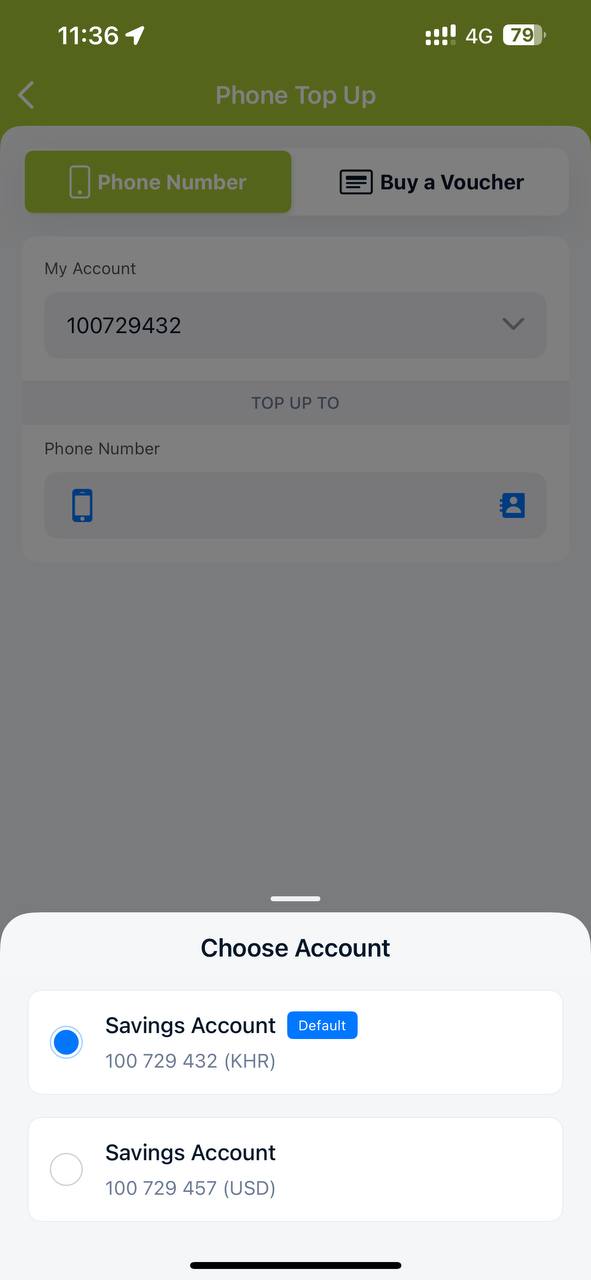 11:36
4G
79
Phone Top Up
Phone Number
Buy a Voucher
My Account
100729432
TOP UP TO
Phone Number
Choose Account
Savings Account Default
100 729 432 (KHR)
Savings Account
100 729 457 (USD)